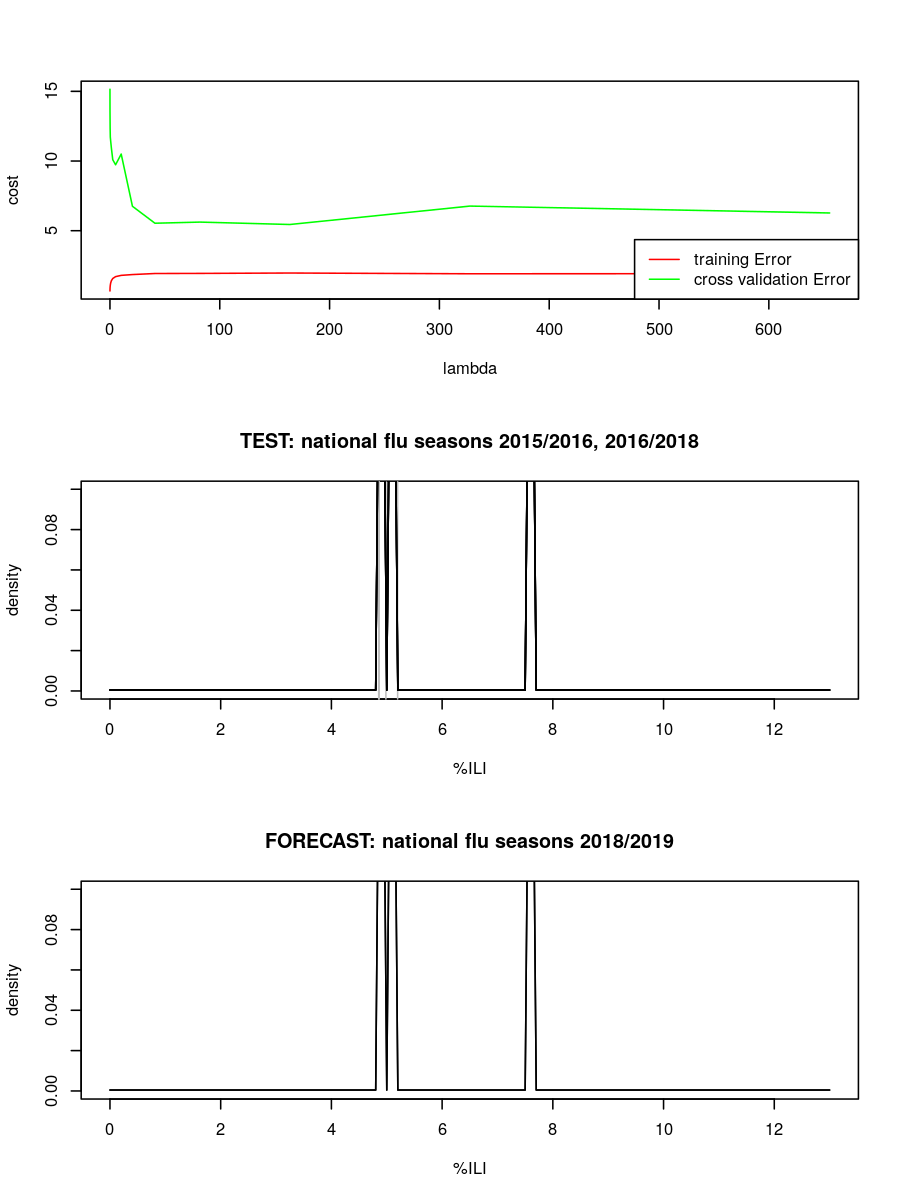 15
10
5
cost
training Error
cross validation Error
0 100 200 300 400 500 600
lambda
TEST: national flu seasons 2015/2016, 2016/2018
0.08
0.04
0.00
density
0 2 4 6 8 10 12
%ILI
FORECAST: national flu seasons 2018/2019
0.08
0.04
0.00
density
0 2 4 6 8 10 12
%ILI